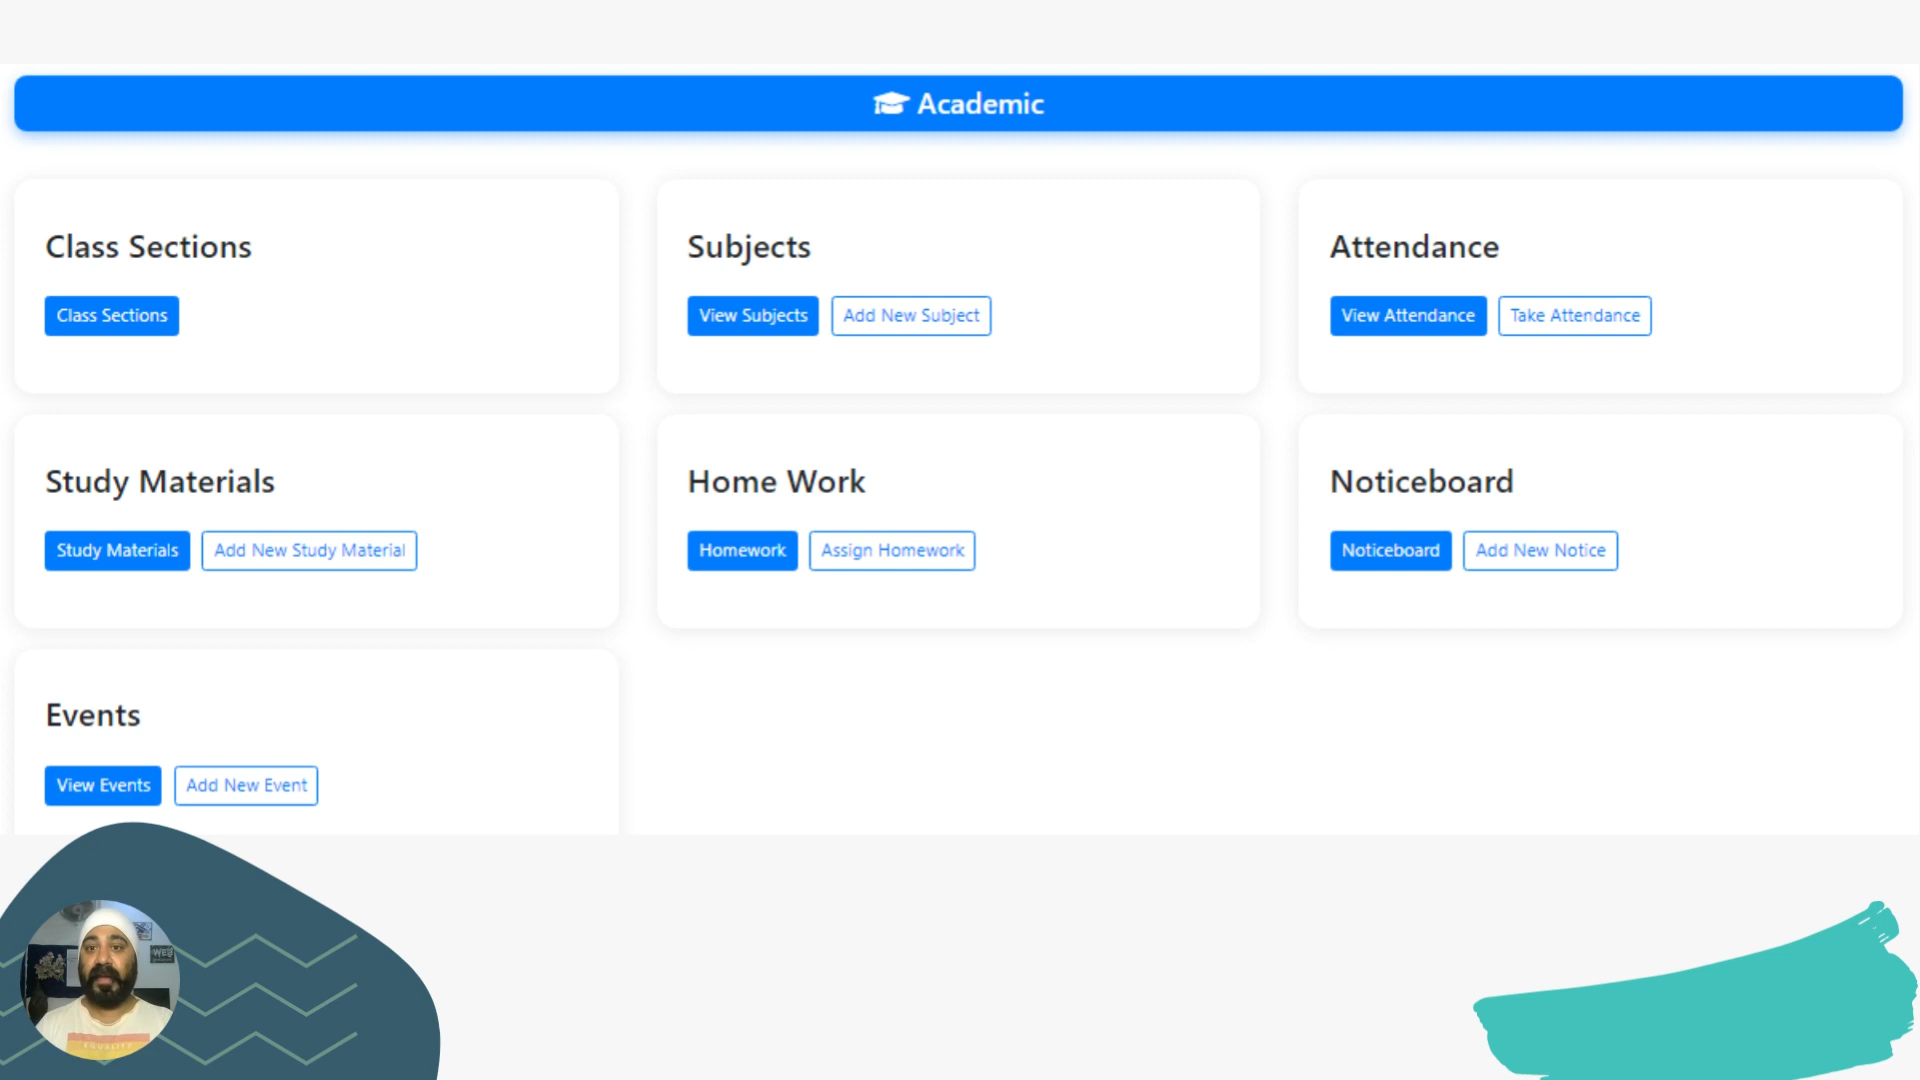 Academic
Class Sections
Class Sections
Subjects
View Subjects
Add New Subject
Attendance
View Attendance
Take Attendance
Study Materials
Study Materials
Add New Study Material
Home Work
Homework
Assign Homework
Noticeboard
Noticeboard
Add New Notice
Events
View Events
Add New Event
EQUALITY